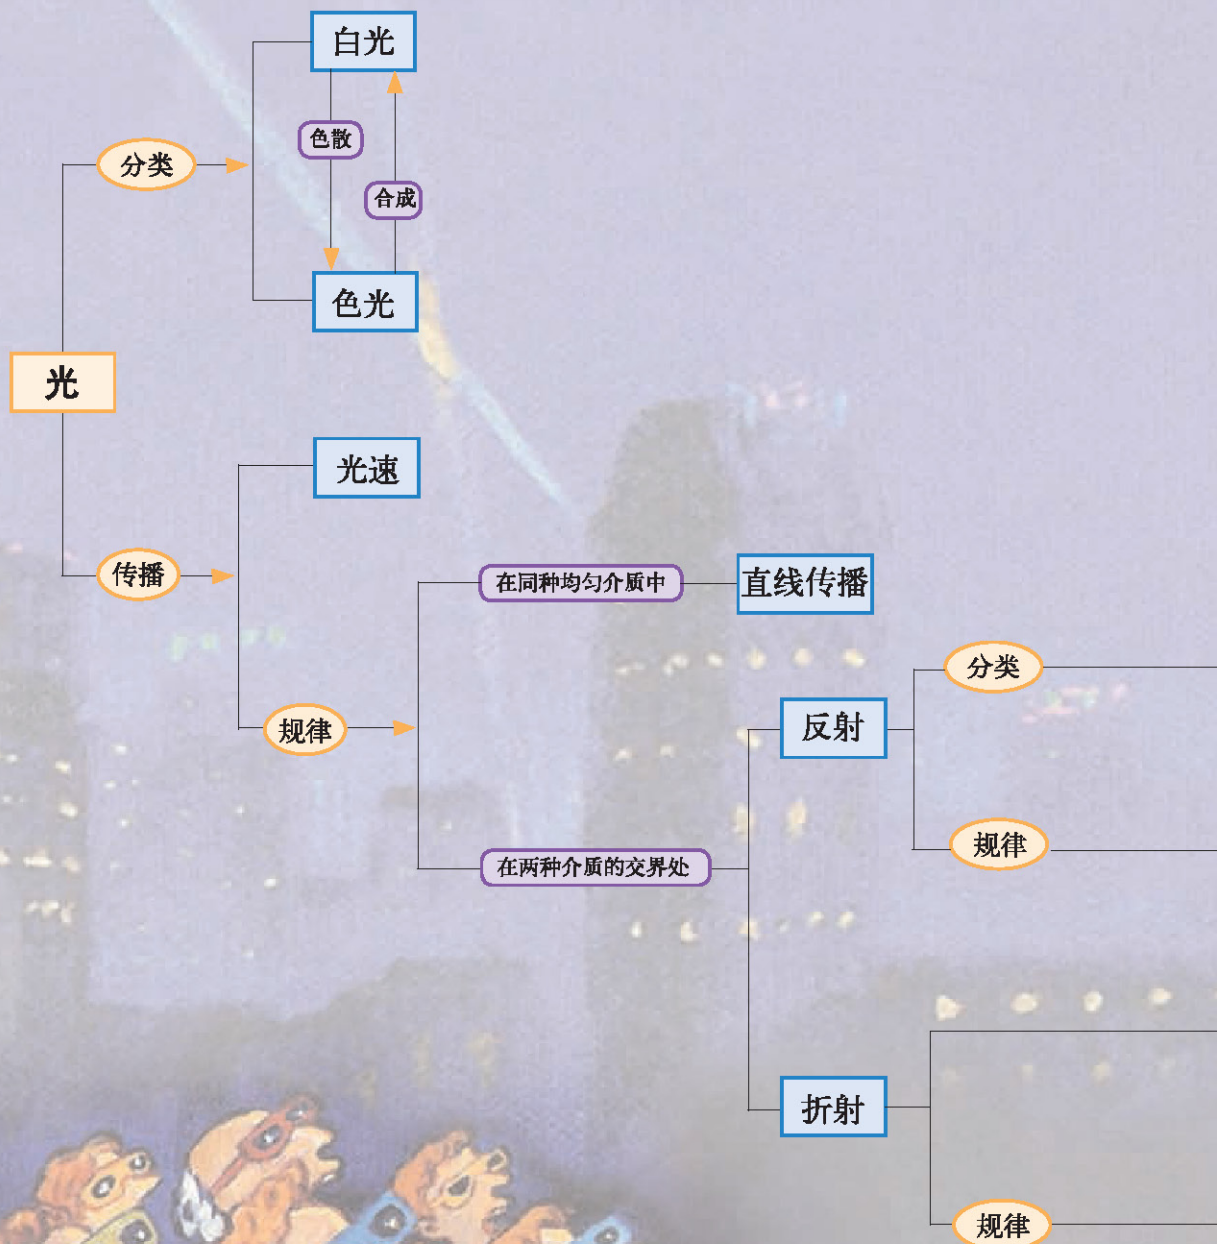 白光
色散
分类
合成
色光
光
光速
传播
在同种均匀介质中
直线传播
分类
规律
反射
规律
在两种介质的交界处
折射
规律